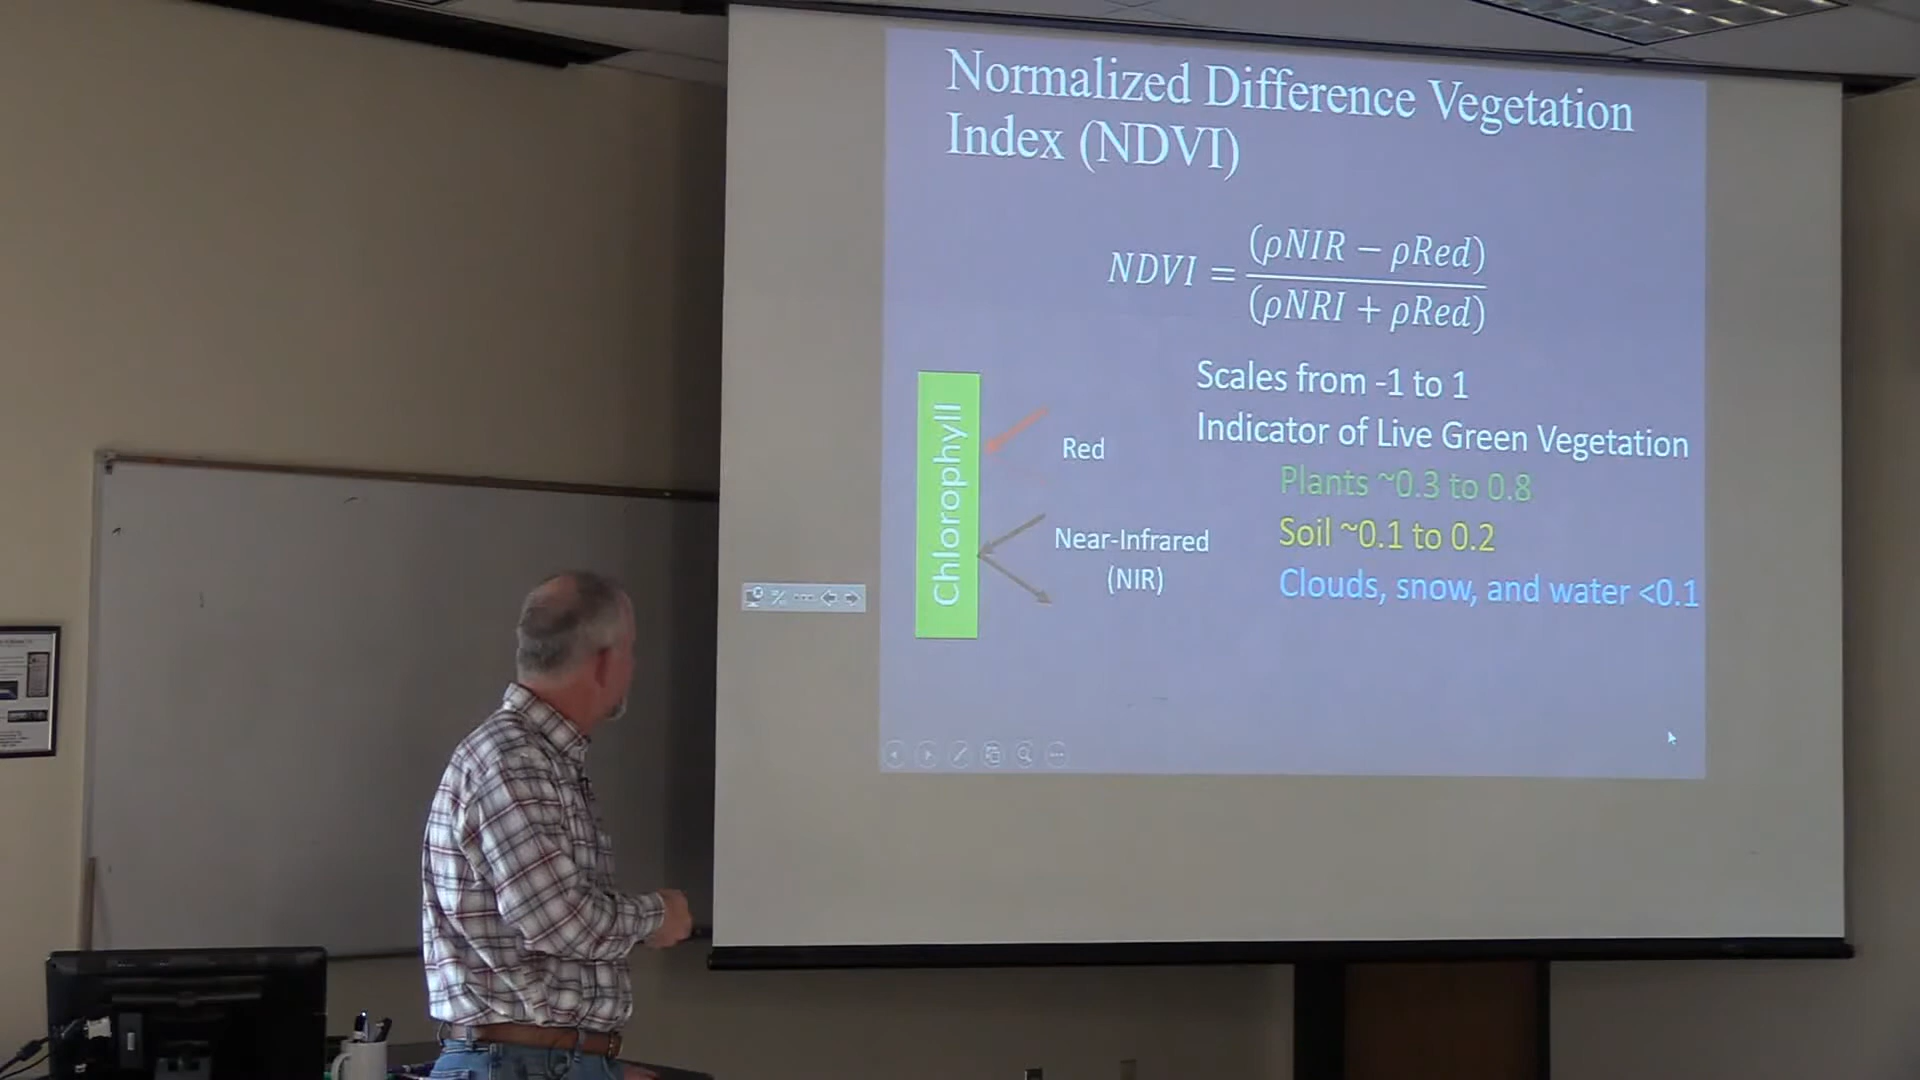 Normalized Difference Vegetation
Index (NDVI)
NDVI = (ρNIR − ρRed)
(ρNRI + ρRed)
Scales from -1 to 1
Indicator of Live Green Vegetation
Plants ~0.3 to 0.8
Soil ~0.1 to 0.2
Clouds, snow, and water <0.1
Chlorophyll
Red
Near-Infrared
(NIR)